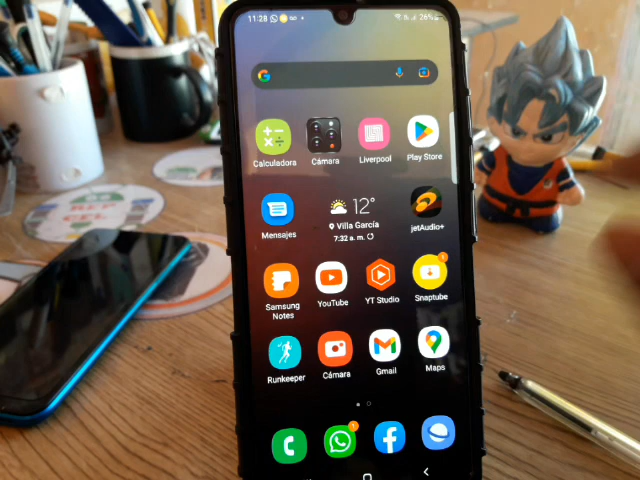 11:28
26%
Calculadora
Cámara
Liverpool
Play Store
Mensajes
12°
Villa García
7:32 a. m.
jetAudio+
Samsung
Notes
YouTube
YT Studio
Snaptube
Runkeeper
Cámara
Gmail
Maps
CEL